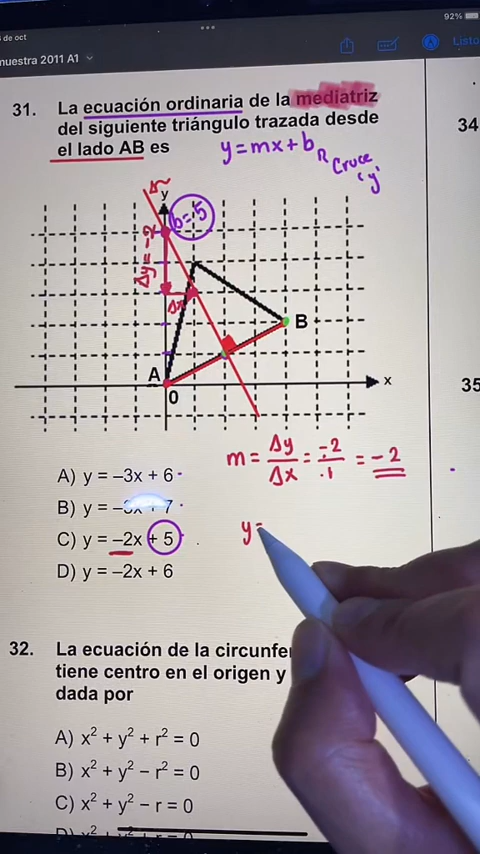 92%
de oct
Listo
muestra 2011 A1
31. La ecuación ordinaria de la mediatriz
del siguiente triángulo trazada desde
el lado AB es
y=mx+b
Cruce
"y"
34
y
b=5
Δy=-2
Δx
B
A
0
x
35
m = Δy/Δx = -2/1 = -2
A) y = –3x + 6
B) y = – 7
C) y = –2x + 5
D) y = –2x + 6
y=
32. La ecuación de la circunfe
tiene centro en el origen y
dada por
A) x² + y² + r² = 0
B) x² + y² – r² = 0
C) x² + y² – r = 0